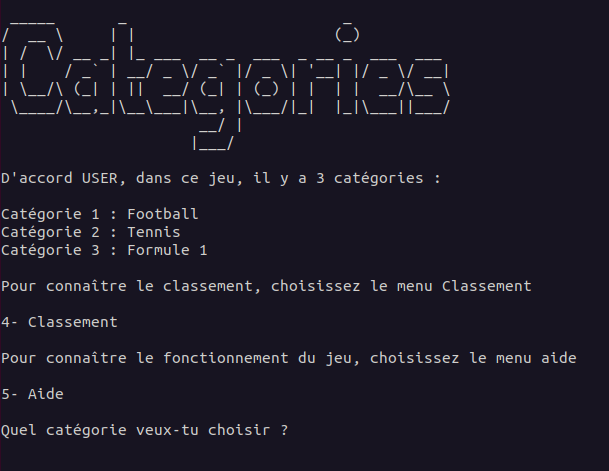 Categories
D'accord USER, dans ce jeu, il y a 3 catégories :
Catégorie 1 : Football
Catégorie 2 : Tennis
Catégorie 3 : Formule 1
Pour connaître le classement, choisissez le menu Classement
4- Classement
Pour connaître le fonctionnement du jeu, choisissez le menu aide
5- Aide
Quel catégorie veux-tu choisir ?